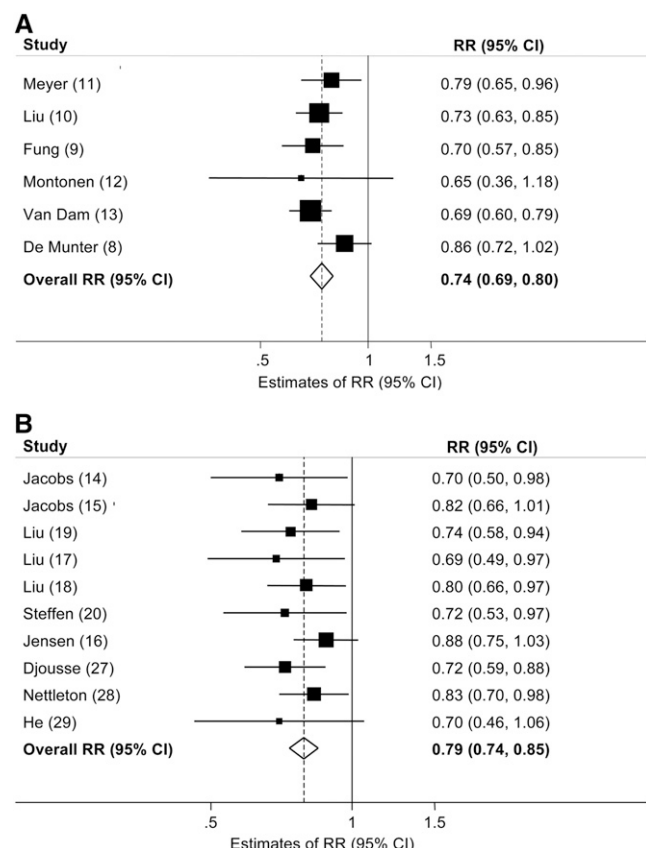 A
Study RR (95% CI)
Meyer (11) 0.79 (0.65, 0.96)
Liu (10) 0.73 (0.63, 0.85)
Fung (9) 0.70 (0.57, 0.85)
Montonen (12) 0.65 (0.36, 1.18)
Van Dam (13) 0.69 (0.60, 0.79)
De Munter (8) 0.86 (0.72, 1.02)
Overall RR (95% CI) 0.74 (0.69, 0.80)
.5 1 1.5
Estimates of RR (95% CI)
B
Study RR (95% CI)
Jacobs (14) 0.70 (0.50, 0.98)
Jacobs (15) 0.82 (0.66, 1.01)
Liu (19) 0.74 (0.58, 0.94)
Liu (17) 0.69 (0.49, 0.97)
Liu (18) 0.80 (0.66, 0.97)
Steffen (20) 0.72 (0.53, 0.97)
Jensen (16) 0.88 (0.75, 1.03)
Djousse (27) 0.72 (0.59, 0.88)
Nettleton (28) 0.83 (0.70, 0.98)
He (29) 0.70 (0.46, 1.06)
Overall RR (95% CI) 0.79 (0.74, 0.85)
.5 1 1.5
Estimates of RR (95% CI)